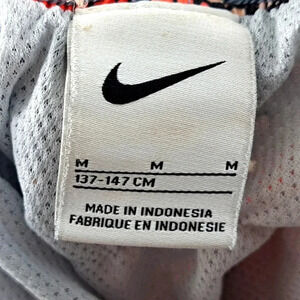 M M M
137-147 CM
MADE IN INDONESIA
FABRIQUE EN INDONESIE